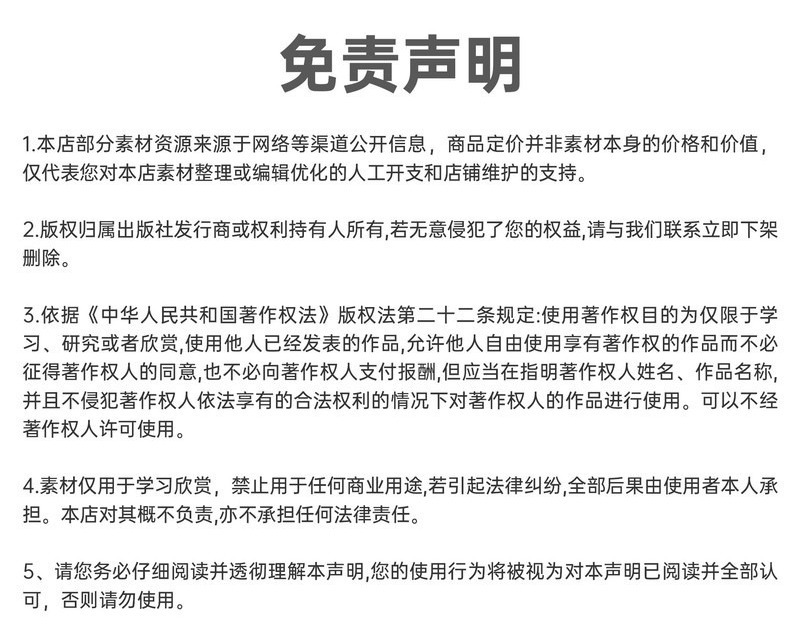 免责声明
1.本店部分素材资源来源于网络等渠道公开信息，商品定价并非素材本身的价格和价值，
仅代表您对本店素材整理或编辑优化的人工开支和店铺维护的支持。
2.版权归属出版社发行商或权利持有人所有,若无意侵犯了您的权益,请与我们联系立即下架
删除。
3.依据《中华人民共和国著作权法》版权法第二十二条规定:使用著作权目的为仅限于学
习、研究或者欣赏,使用他人已经发表的作品,允许他人自由使用享有著作权的作品而不必
征得著作权人的同意,也不必向著作权人支付报酬,但应当在指明著作权人姓名、作品名称,
并且不侵犯著作权人依法享有的合法权利的情况下对著作权人的作品进行使用。可以不经
著作权人许可使用。
4.素材仅用于学习欣赏，禁止用于任何商业用途,若引起法律纠纷,全部后果由使用者本人承
担。本店对其概不负责,亦不承担任何法律责任。
5、请您务必仔细阅读并透彻理解本声明,您的使用行为将被视为对本声明已阅读并全部认
可，否则请勿使用。